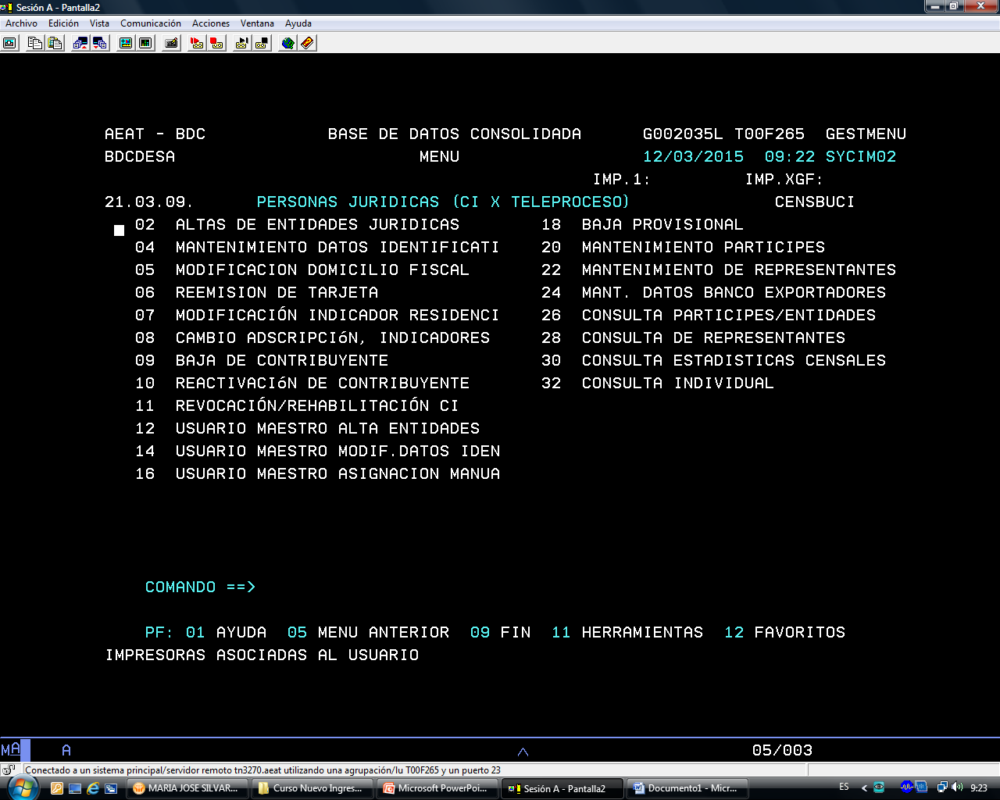 Sesión A - Pantalla2
Archivo Edición Vista Comunicación Acciones Ventana Ayuda
AEAT - BDC BASE DE DATOS CONSOLIDADA G002035L T00F265 GESTMENU
BDCDESA MENU 12/03/2015 09:22 SYCIM02
IMP.1: IMP.XGF:
21.03.09. PERSONAS JURIDICAS (CI X TELEPROCESO) CENSBUCI
02 ALTAS DE ENTIDADES JURIDICAS 18 BAJA PROVISIONAL
04 MANTENIMIENTO DATOS IDENTIFICATI 20 MANTENIMIENTO PARTICIPES
05 MODIFICACION DOMICILIO FISCAL 22 MANTENIMIENTO DE REPRESENTANTES
06 REEMISION DE TARJETA 24 MANT. DATOS BANCO EXPORTADORES
07 MODIFICACIÓN INDICADOR RESIDENCI 26 CONSULTA PARTICIPES/ENTIDADES
08 CAMBIO ADSCRIPCIóN, INDICADORES 28 CONSULTA DE REPRESENTANTES
09 BAJA DE CONTRIBUYENTE 30 CONSULTA ESTADISTICAS CENSALES
10 REACTIVACIóN DE CONTRIBUYENTE 32 CONSULTA INDIVIDUAL
11 REVOCACIÓN/REHABILITACIÓN CI
12 USUARIO MAESTRO ALTA ENTIDADES
14 USUARIO MAESTRO MODIF.DATOS IDEN
16 USUARIO MAESTRO ASIGNACION MANUA
COMANDO ==>
PF: 01 AYUDA 05 MENU ANTERIOR 09 FIN 11 HERRAMIENTAS 12 FAVORITOS
IMPRESORAS ASOCIADAS AL USUARIO
MA A 05/003
Conectado a un sistema principal/servidor remoto tn3270.aeat utilizando una agrupación/lu T00F265 y un puerto 23
MARIA JOSE SILVAR... Curso Nuevo Ingres... Microsoft PowerPoi... Sesión A - Pantalla2 Documento1 - Micr... ES 9:23